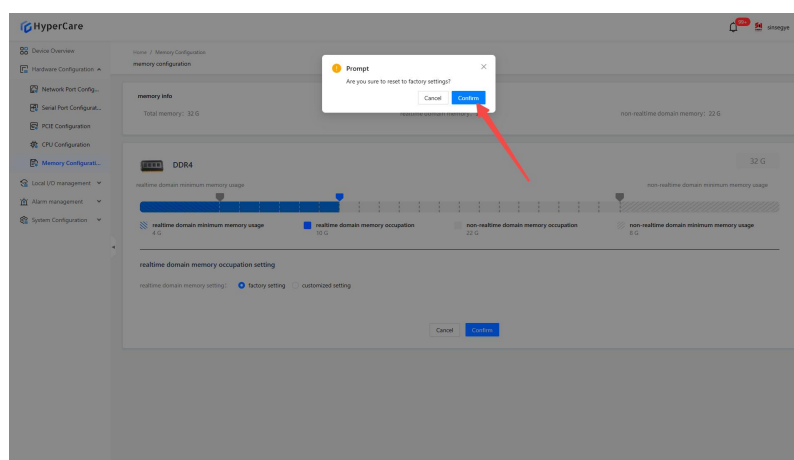 HyperCare
99+
sinsegye
Device Overview
Hardware Configuration
Network Port Config...
Serial Port Configurat...
PCIE Configuration
CPU Configuration
Memory Configurati...
Local I/O management
Alarm management
System Configuration
Home / Memory Configuration
memory configuration
Prompt
Are you sure to reset to factory settings?
Cancel
Confirm
memory info
Total memory: 32 G
realtime domain memory:
non-realtime domain memory: 22 G
DDR4
32 G
realtime domain minimum memory usage
non-realtime domain minimum memory usage
realtime domain minimum memory usage
4 G
realtime domain memory occupation
10 G
non-realtime domain memory occupation
22 G
non-realtime domain minimum memory usage
8 G
realtime domain memory occupation setting
realtime domain memory setting:
factory setting
customized setting
Cancel
Confirm